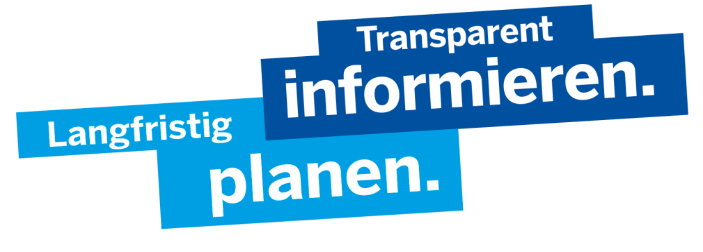 Transparent
informieren.
Langfristig
planen.